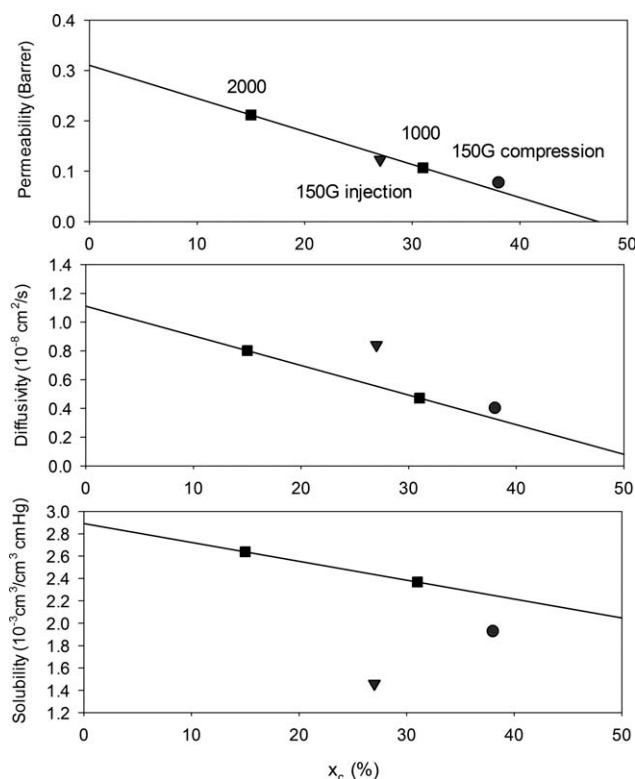 0.4
0.3
0.2
0.1
0.0
Permeability (Barrer)
2000
1000
150G injection
150G compression
0 10 20 30 40 50
1.4
1.2
1.0
0.8
0.6
0.4
0.2
0.0
Diffusivity (10⁻⁸ cm²/s)
0 10 20 30 40 50
3.0
2.8
2.6
2.4
2.2
2.0
1.8
1.6
1.4
1.2
Solubility (10⁻³cm³/cm³ cmHg)
0 10 20 30 40 50
x_c (%)